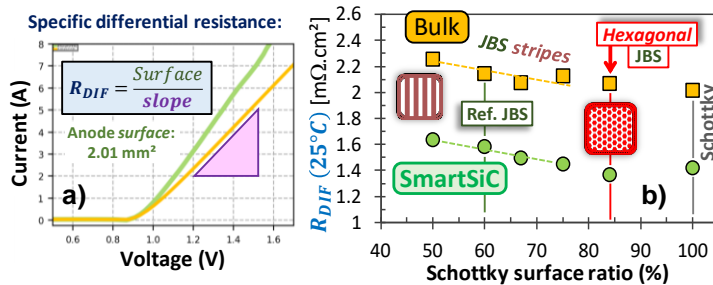 Specific differential resistance:
8
7
6
5
4
3
2
1
0
Current (A)
R_DIF = Surface / slope
Anode surface:
2.01 mm²
a)
0.6 0.8 1.0 1.2 1.4 1.6
Voltage (V)
R_DIF (25°C) [mΩ.cm²]
2.6
2.4
2.2
2
1.8
1.6
1.4
1.2
1
Bulk
JBS stripes
Hexagonal
JBS
Ref. JBS
SmartSiC
Schottky
b)
40 50 60 70 80 90 100
Schottky surface ratio (%)